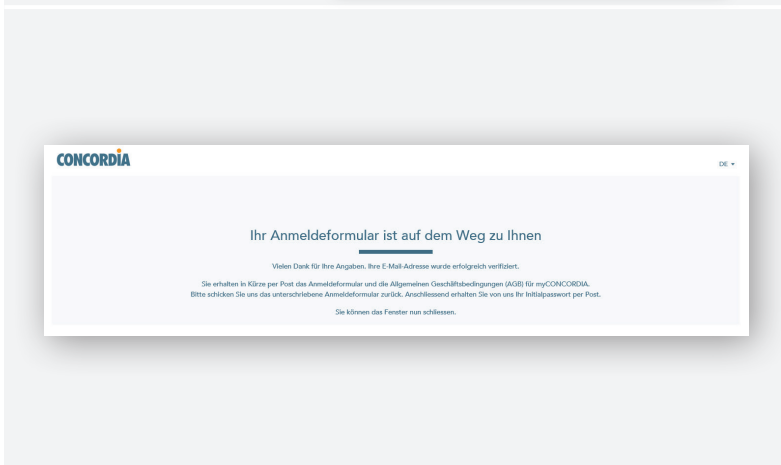 CONCORDIA
DE
Ihr Anmeldeformular ist auf dem Weg zu Ihnen
Vielen Dank für Ihre Angaben. Ihre E-Mail-Adresse wurde erfolgreich verifiziert.
Sie erhalten in Kürze per Post das Anmeldeformular und die Allgemeinen Geschäftsbedingungen (AGB) für myCONCORDIA.
Bitte schicken Sie uns das unterschriebene Anmeldeformular zurück. Anschliessend erhalten Sie von uns Ihr Initialpasswort per Post.
Sie können das Fenster nun schliessen.